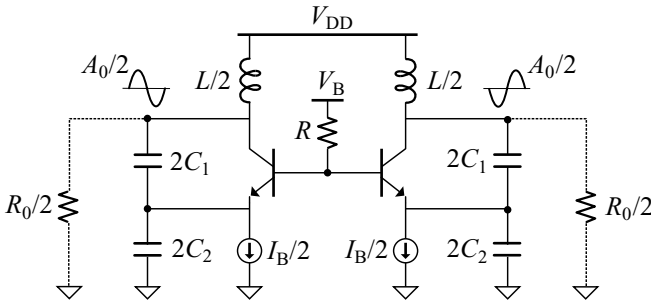 V_DD
A_0/2
L/2
V_B
L/2
A_0/2
R
2C_1
2C_1
R_0/2
R_0/2
2C_2
I_B/2
I_B/2
2C_2